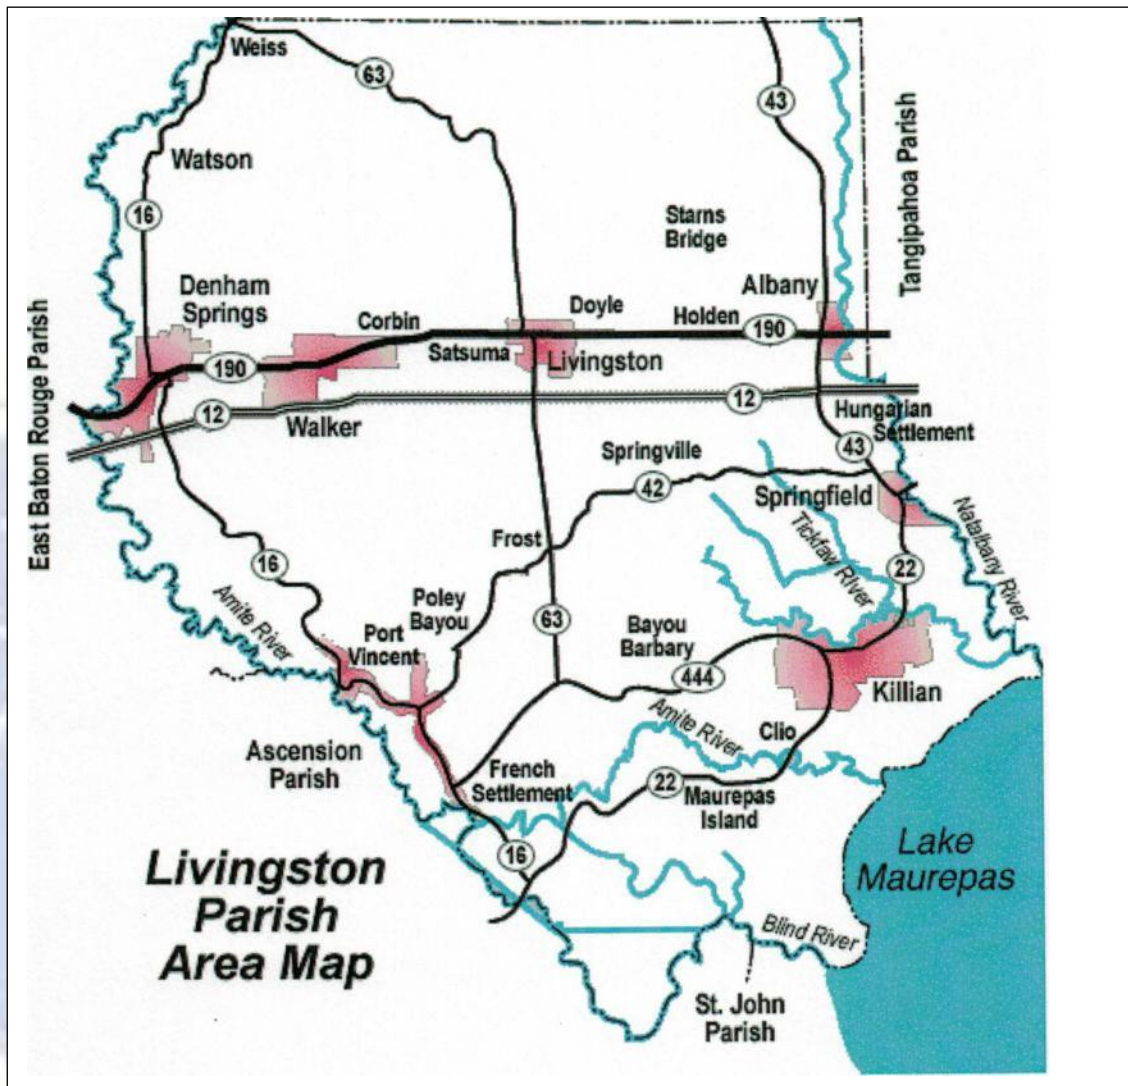 Weiss
63
43
Watson
Tangipahoa Parish
16
Starns
Bridge
Denham
Springs
Albany
Doyle
Corbin
Holden
190
East Baton Rouge Parish
Satsuma
Livingston
190
12
12
Walker
Hungarian
Settlement
43
Springville
42
Springfield
Natalbany River
Tickfaw River
Frost
16
22
Amite River
Poley
Bayou
63
Port
Vincent
Bayou
Barbary
444
Killian
Amite River
Clio
Ascension
Parish
French
Settlement
22
Maurepas
Island
16
Lake
Maurepas
Livingston
Parish
Area Map
Blind River
St. John
Parish